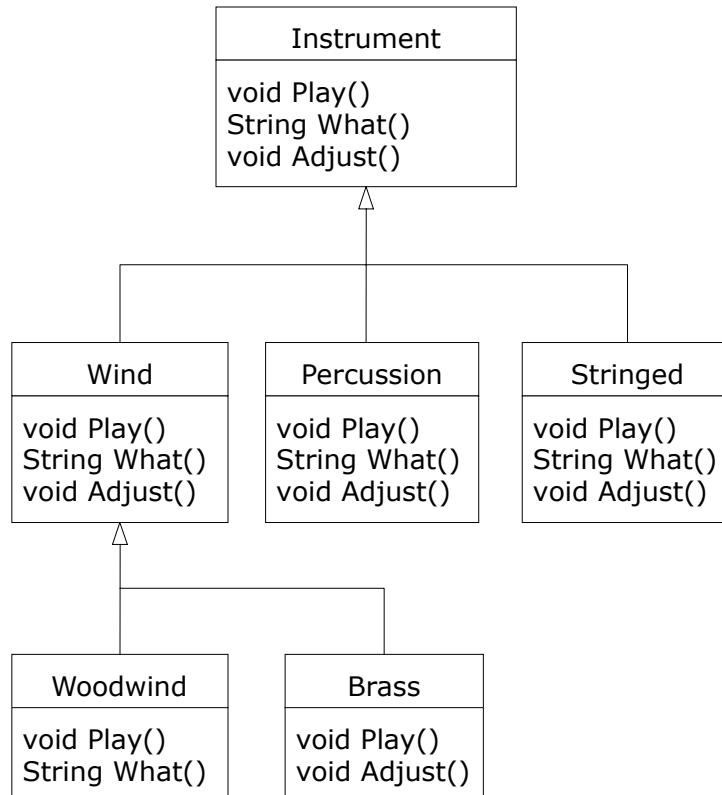 Instrument
void Play()
String What()
void Adjust()
Wind
void Play()
String What()
void Adjust()
Percussion
void Play()
String What()
void Adjust()
Stringed
void Play()
String What()
void Adjust()
Woodwind
void Play()
String What()
Brass
void Play()
void Adjust()